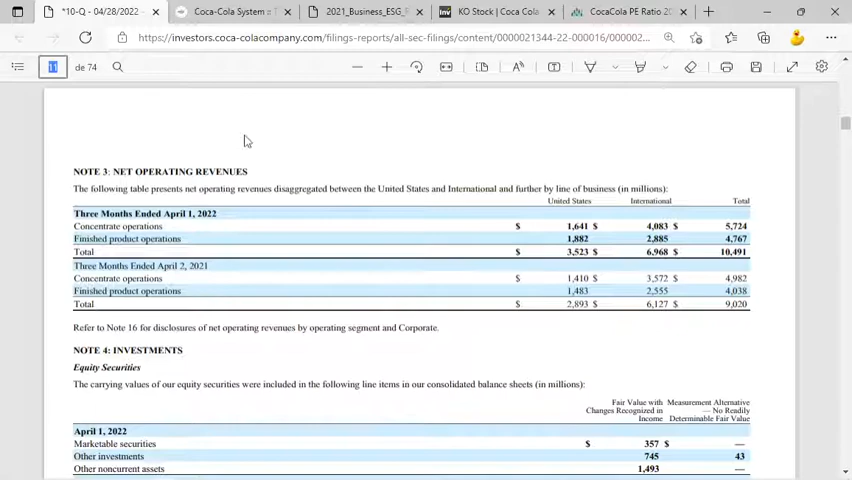 *10-Q - 04/28/2022 -
Coca-Cola System :: T
2021_Business_ESG_R
KO Stock | Coca Cola
CocaCola PE Ratio 20
https://investors.coca-colacompany.com/filings-reports/all-sec-filings/content/0000021344-22-000016/000002...
11 de 74
NOTE 3: NET OPERATING REVENUES
The following table presents net operating revenues disaggregated between the United States and International and further by line of business (in millions):
United States International Total
Three Months Ended April 1, 2022
Concentrate operations $ 1,641 $ 4,083 $ 5,724
Finished product operations 1,882 2,885 4,767
Total $ 3,523 $ 6,968 $ 10,491
Three Months Ended April 2, 2021
Concentrate operations $ 1,410 $ 3,572 $ 4,982
Finished product operations 1,483 2,555 4,038
Total $ 2,893 $ 6,127 $ 9,020
Refer to Note 16 for disclosures of net operating revenues by operating segment and Corporate.
NOTE 4: INVESTMENTS
Equity Securities
The carrying values of our equity securities were included in the following line items in our consolidated balance sheets (in millions):
Fair Value with Measurement Alternative
Changes Recognized in — No Readily
Income Determinable Fair Value
April 1, 2022
Marketable securities $ 357 $ —
Other investments 745 43
Other noncurrent assets 1,493 —